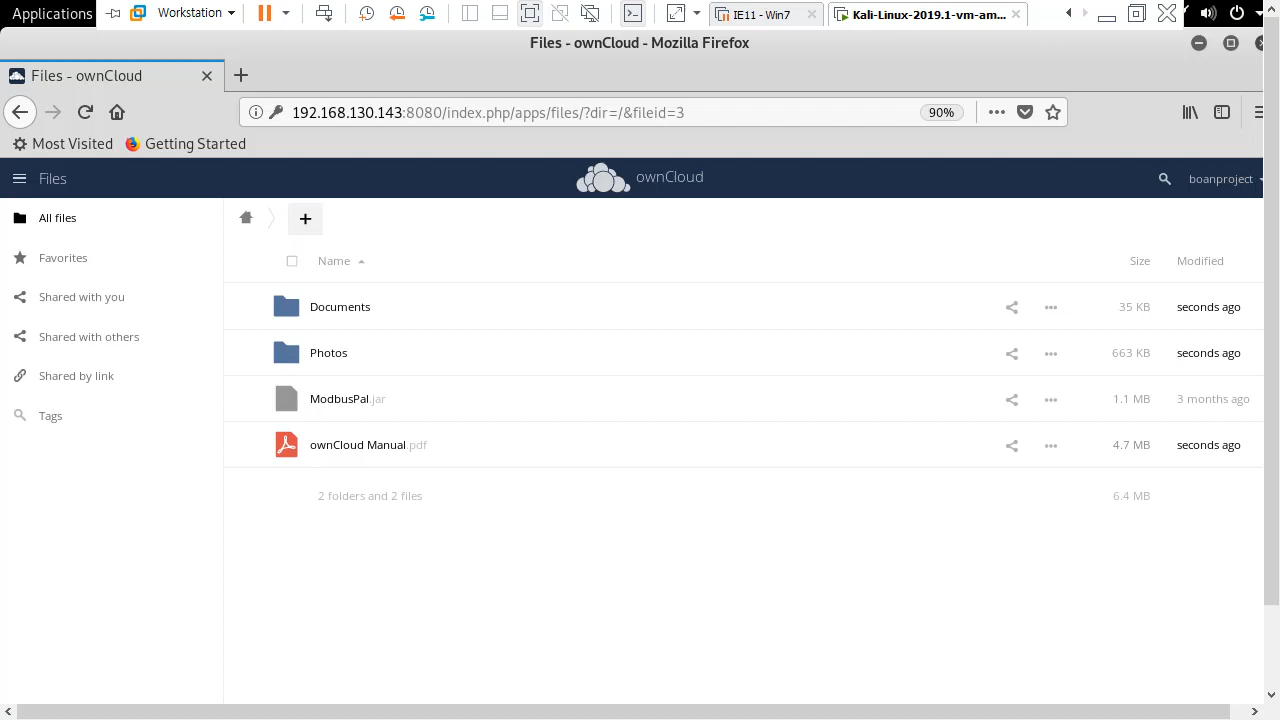 Applications Workstation IE11 - Win7 Kali-Linux-2019.1-vm-am...
Files - ownCloud - Mozilla Firefox
Files - ownCloud
192.168.130.143:8080/index.php/apps/files/?dir=/&fileid=3 90%
Most Visited Getting Started
Files ownCloud boanproject
All files
Favorites
Shared with you
Shared with others
Shared by link
Tags
Name Size Modified
Documents 35 KB seconds ago
Photos 663 KB seconds ago
ModbusPal.jar 1.1 MB 3 months ago
ownCloud Manual.pdf 4.7 MB seconds ago
2 folders and 2 files 6.4 MB